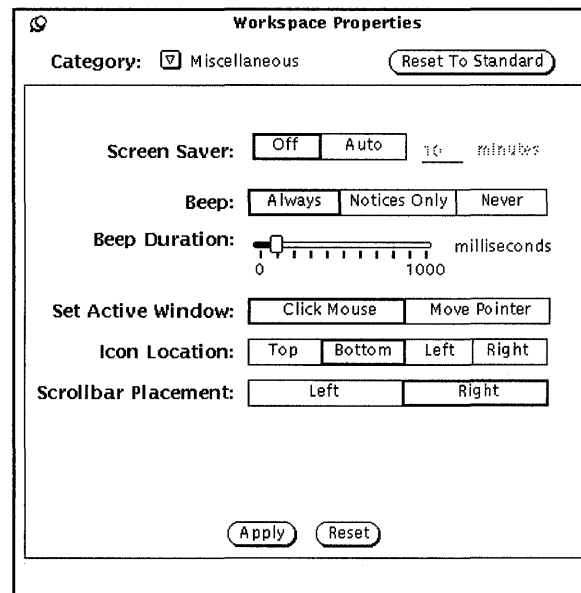 Workspace Properties
Category: Miscellaneous Reset To Standard
Screen Saver: Off Auto 10 minutes
Beep: Always Notices Only Never
Beep Duration: milliseconds
0 1000
Set Active Window: Click Mouse Move Pointer
Icon Location: Top Bottom Left Right
Scrollbar Placement: Left Right
Apply Reset